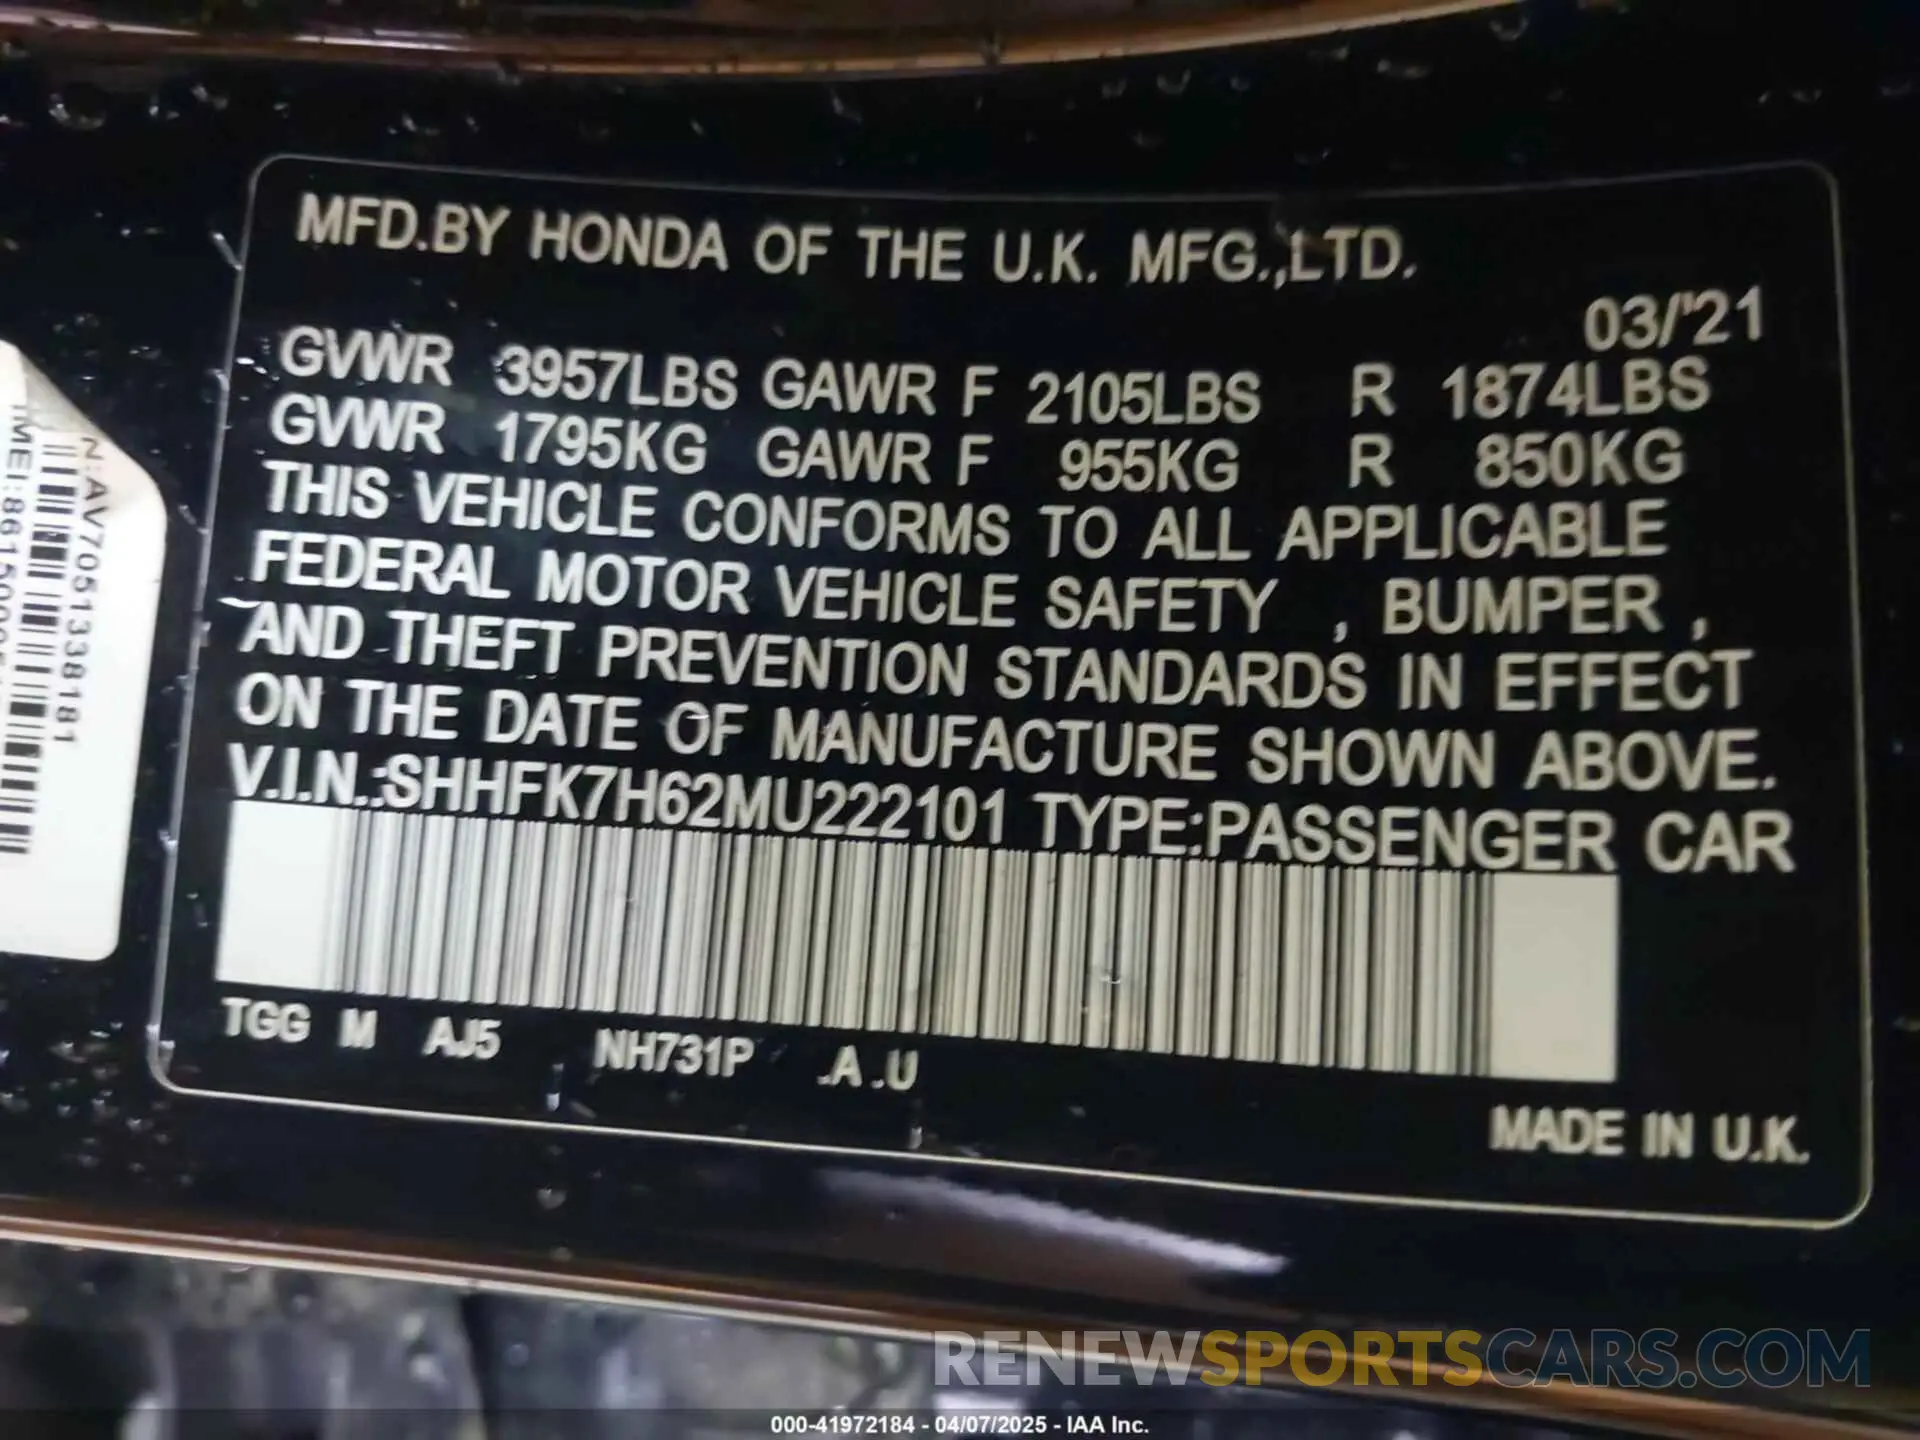 MFD.BY HONDA OF THE U.K. MFG.,LTD.
03/'21
GVWR 3957LBS GAWR F 2105LBS R 1874LBS
GVWR 1795KG GAWR F 955KG R 850KG
THIS VEHICLE CONFORMS TO ALL APPLICABLE
FEDERAL MOTOR VEHICLE SAFETY , BUMPER ,
AND THEFT PREVENTION STANDARDS IN EFFECT
ON THE DATE OF MANUFACTURE SHOWN ABOVE.
V.I.N.:SHHFK7H62MU222101 TYPE:PASSENGER CAR
TGG M AJ5 NH731P .A .U
MADE IN U.K.
N:AV7051338181
RENEWSPORTSCARS.COM
000-41972184 - 04/07/2025 - IAA Inc.